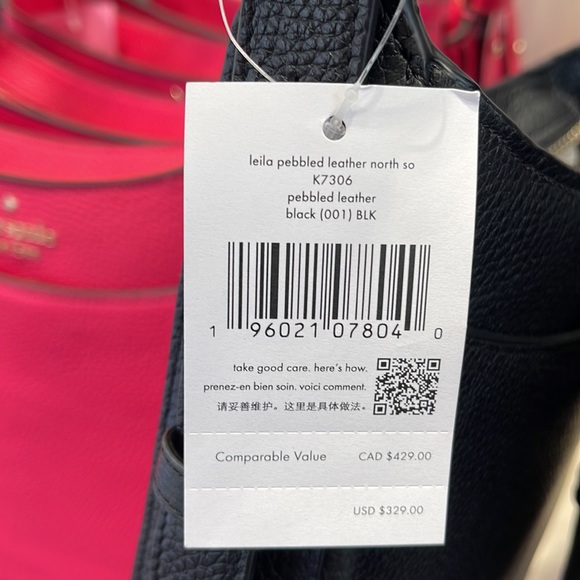 leila pebbled leather north so
K7306
pebbled leather
black (001) BLK
1 96021 07804 0
take good care. here's how.
prenez-en bien soin. voici comment.
请妥善维护。这里是具体做法。
Comparable Value CAD $429.00
USD $329.00